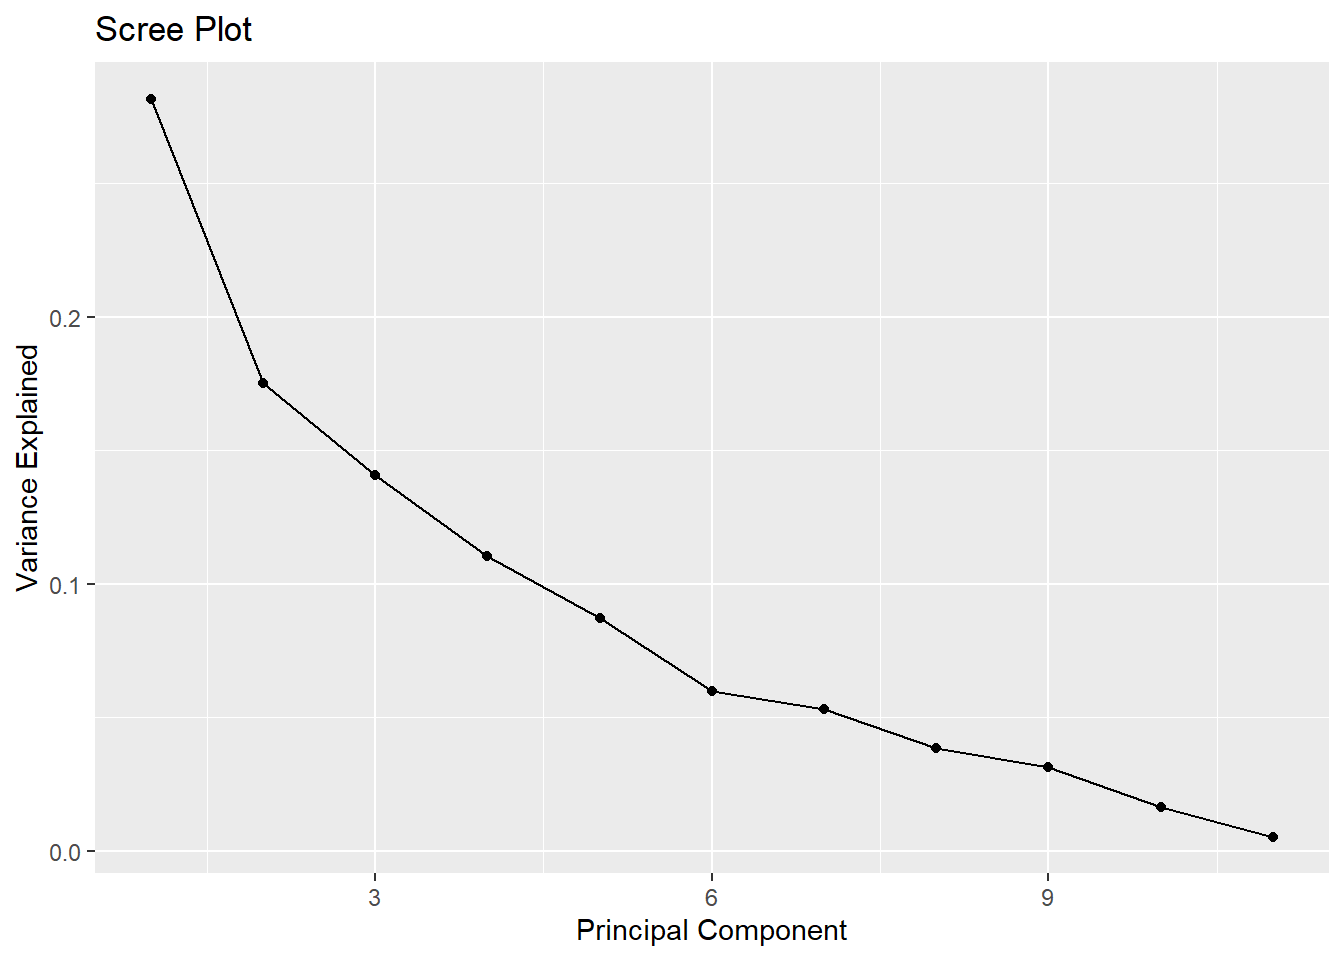 Scree Plot
Variance Explained
0.2
0.1
0.0
3 6 9
Principal Component